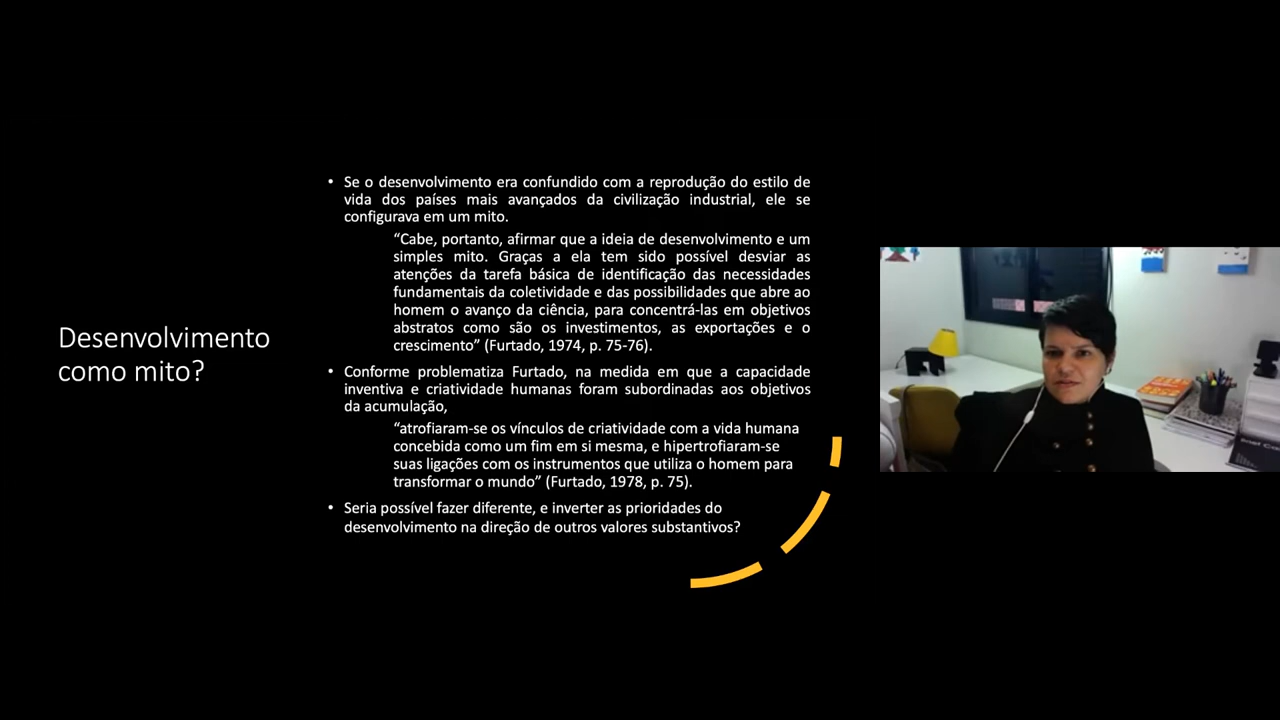 Desenvolvimento
como mito?
• Se o desenvolvimento era confundido com a reprodução do estilo de
vida dos países mais avançados da civilização industrial, ele se
configurava em um mito.
“Cabe, portanto, afirmar que a ideia de desenvolvimento e um
simples mito. Graças a ela tem sido possível desviar as
atenções da tarefa básica de identificação das necessidades
fundamentais da coletividade e das possibilidades que abre ao
homem o avanço da ciência, para concentrá-las em objetivos
abstratos como são os investimentos, as exportações e o
crescimento” (Furtado, 1974, p. 75-76).
• Conforme problematiza Furtado, na medida em que a capacidade
inventiva e criatividade humanas foram subordinadas aos objetivos
da acumulação,
“atrofiaram-se os vínculos de criatividade com a vida humana
concebida como um fim em si mesma, e hipertrofiaram-se
suas ligações com os instrumentos que utiliza o homem para
transformar o mundo” (Furtado, 1978, p. 75).
• Seria possível fazer diferente, e inverter as prioridades do
desenvolvimento na direção de outros valores substantivos?